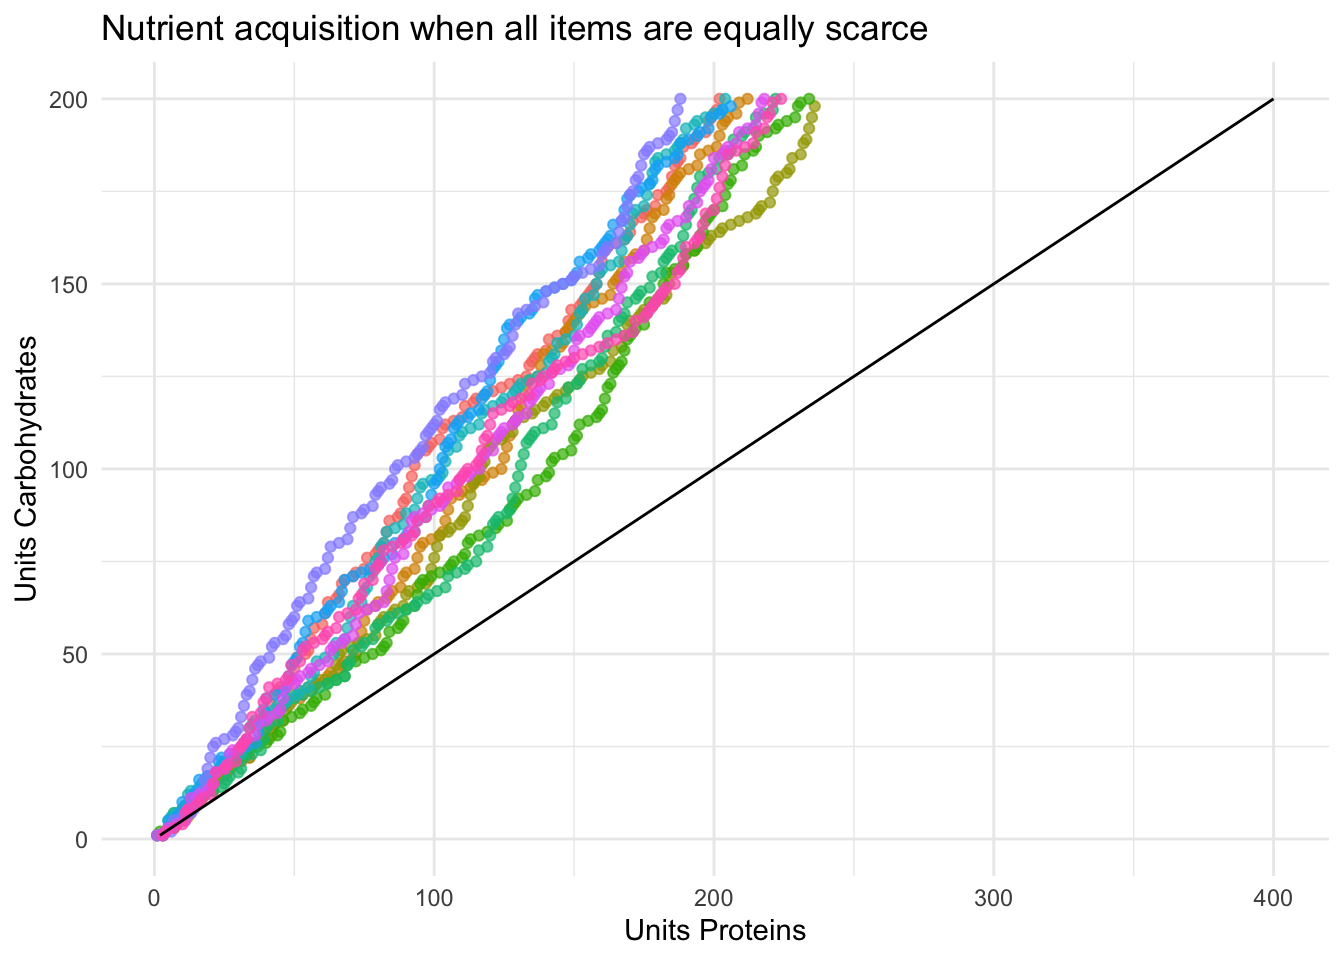 Nutrient acquisition when all items are equally scarce
200
150
100
50
0
Units Carbohydrates
0 100 200 300 400
Units Proteins